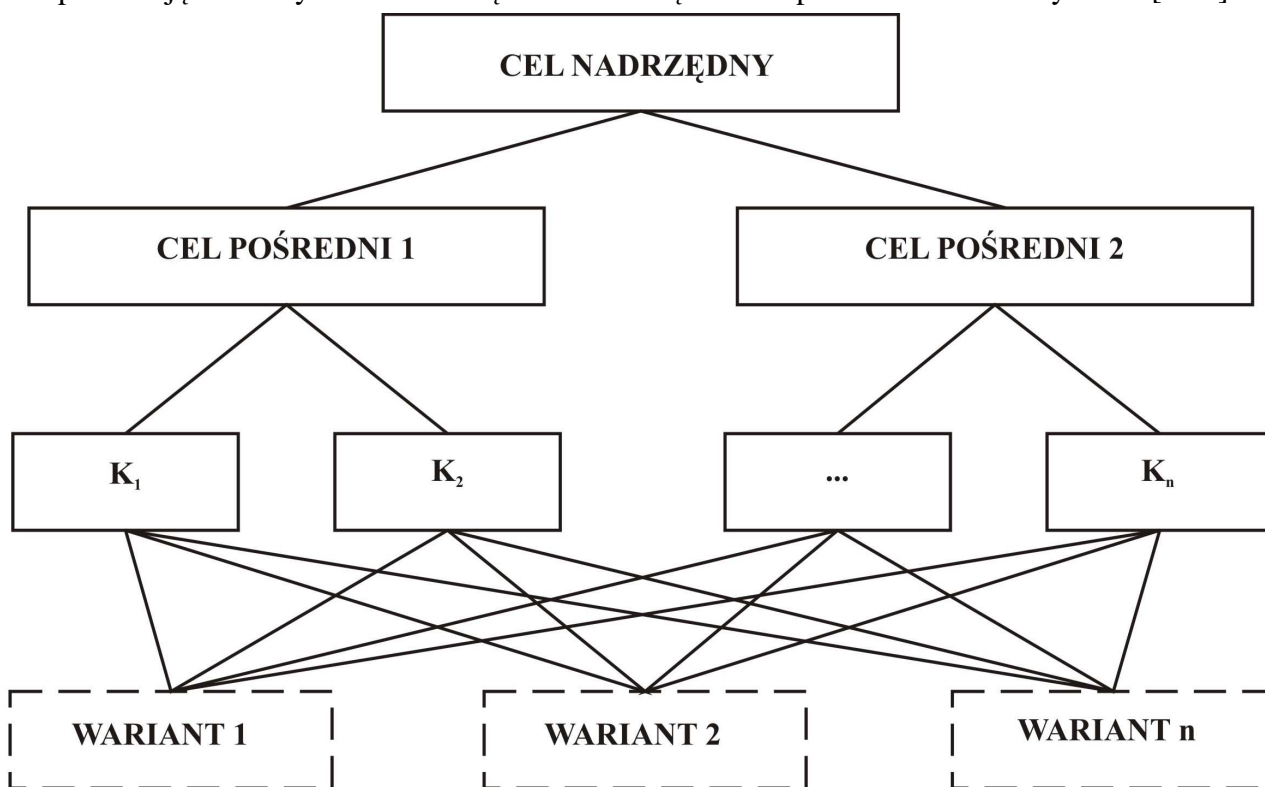 CEL NADRZĘDNY
CEL POŚREDNI 1 CEL POŚREDNI 2
K₁ K₂ ... Kₙ
WARIANT 1 WARIANT 2 WARIANT n